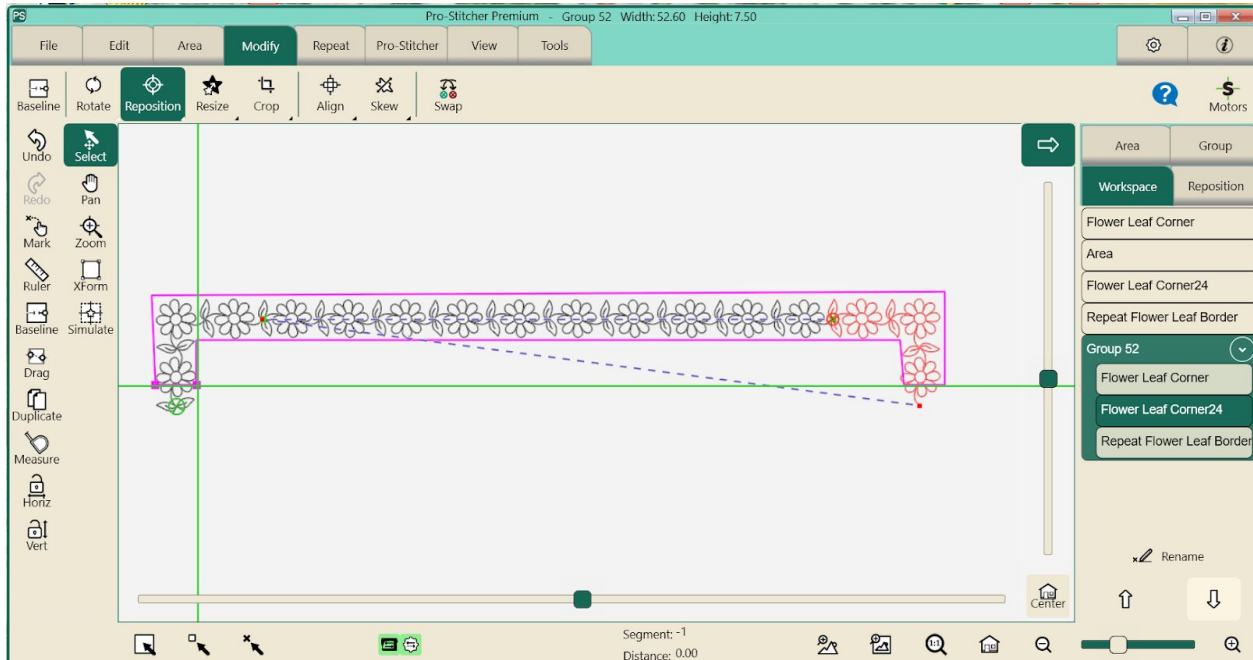 PS
Pro-Stitcher Premium - Group 52 Width: 52.60 Height: 7.50
File Edit Area Modify Repeat Pro-Stitcher View Tools
Baseline Rotate Reposition Resize Crop Align Skew Swap Motors
Undo Select
Redo Pan
Mark Zoom
Ruler XForm
Baseline Simulate
Drag
Duplicate
Measure
Horiz
Vert
Area Group
Workspace Reposition
Flower Leaf Corner
Area
Flower Leaf Corner24
Repeat Flower Leaf Border
Group 52
Flower Leaf Corner
Flower Leaf Corner24
Repeat Flower Leaf Border
Rename
Center
Segment: -1
Distance: 0.00
1:1